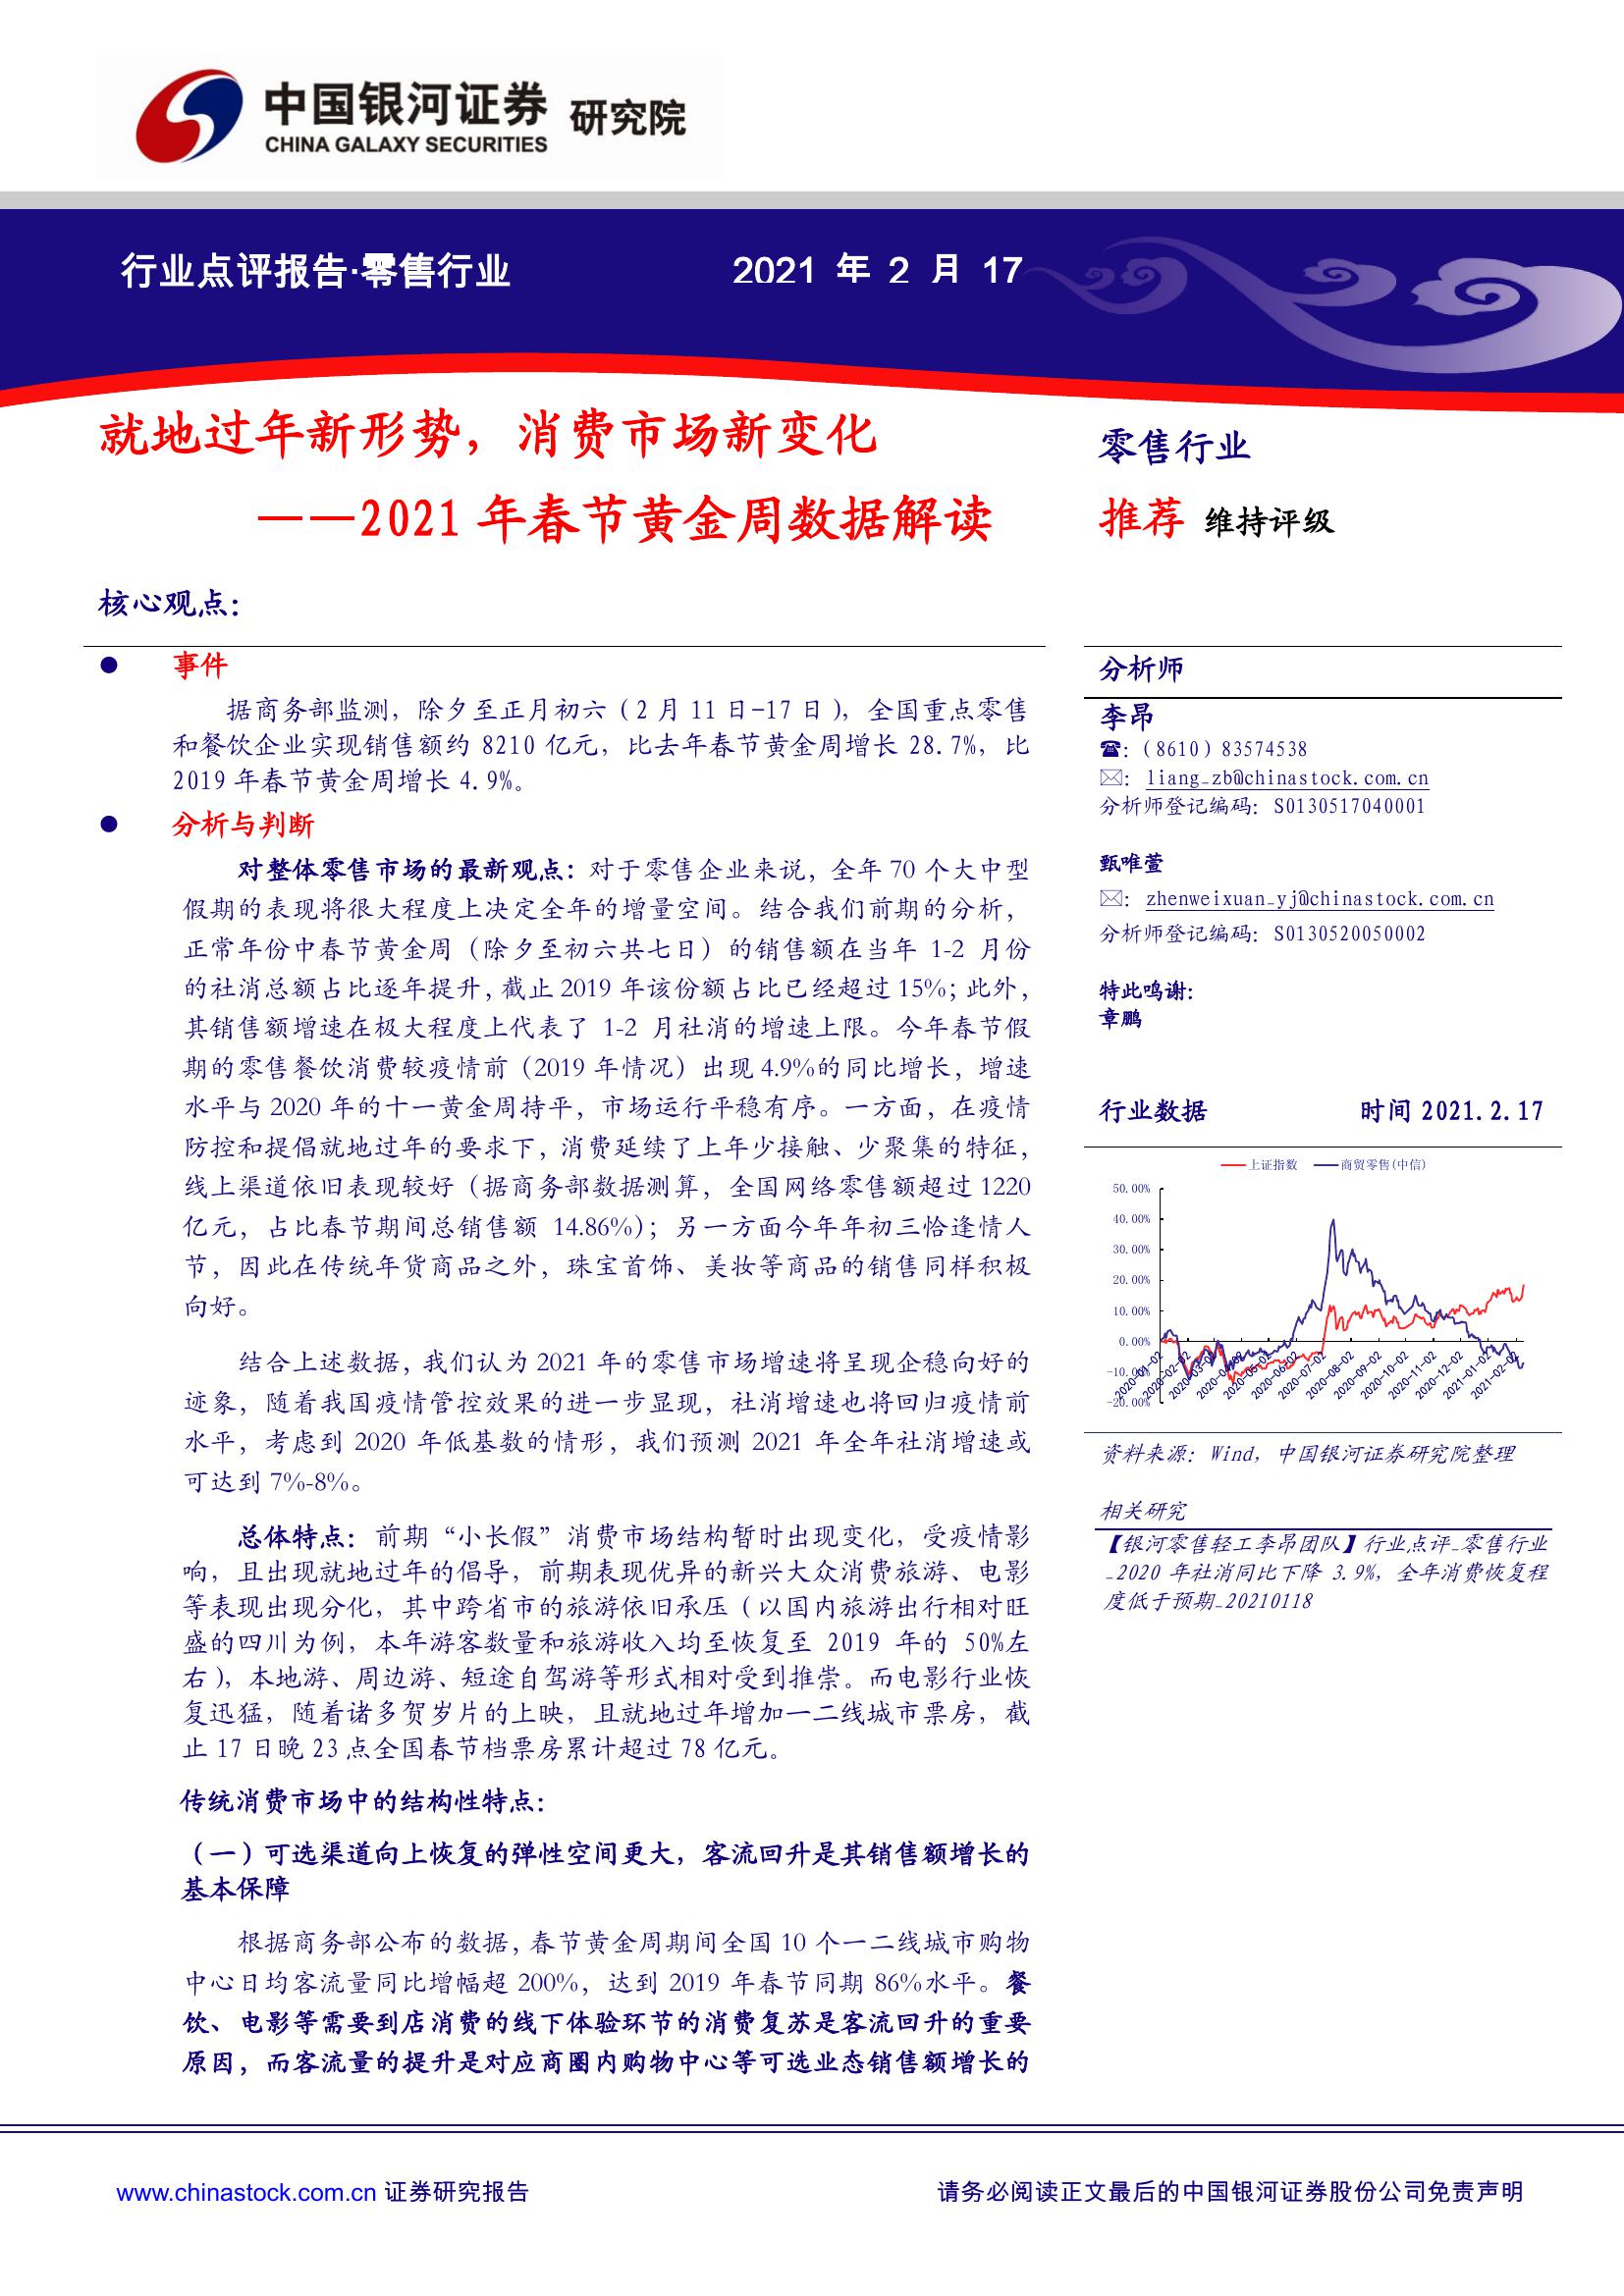 中国银河证券 研究院
CHINA GALAXY SECURITIES
行业点评报告·零售行业
2021 年 2 月 17
就地过年新形势，消费市场新变化
——2021 年春节黄金周数据解读
核心观点：
● 事件
据商务部监测，除夕至正月初六（2 月 11 日-17 日），全国重点零售
和餐饮企业实现销售额约 8210 亿元，比去年春节黄金周增长 28.7%，比
2019 年春节黄金周增长 4.9%。
● 分析与判断
对整体零售市场的最新观点：对于零售企业来说，全年 70 个大中型
假期的表现将很大程度上决定全年的增量空间。结合我们前期的分析，
正常年份中春节黄金周（除夕至初六共七日）的销售额在当年 1-2 月份
的社消总额占比逐年提升，截止 2019 年该份额占比已经超过 15%；此外，
其销售额增速在极大程度上代表了 1-2 月社消的增速上限。今年春节假
期的零售餐饮消费较疫情前（2019 年情况）出现 4.9%的同比增长，增速
水平与 2020 年的十一黄金周持平，市场运行平稳有序。一方面，在疫情
防控和提倡就地过年的要求下，消费延续了上年少接触、少聚集的特征，
线上渠道依旧表现较好（据商务部数据测算，全国网络零售额超过 1220
亿元，占比春节期间总销售额 14.86%）；另一方面今年年初三恰逢情人
节，因此在传统年货商品之外，珠宝首饰、美妆等商品的销售同样积极
向好。
结合上述数据，我们认为 2021 年的零售市场增速将呈现企稳向好的
迹象，随着我国疫情管控效果的进一步显现，社消增速也将回归疫情前
水平，考虑到 2020 年低基数的情形，我们预测 2021 年全年社消增速或
可达到 7%-8%。
总体特点：前期“小长假”消费市场结构暂时出现变化，受疫情影
响，且出现就地过年的倡导，前期表现优异的新兴大众消费旅游、电影
等表现出现分化，其中跨省市的旅游依旧承压（以国内旅游出行相对旺
盛的四川为例，本年游客数量和旅游收入均至恢复至 2019 年的 50%左
右），本地游、周边游、短途自驾游等形式相对受到推崇。而电影行业恢
复迅猛，随着诸多贺岁片的上映，且就地过年增加一二线城市票房，截
止 17 日晚 23 点全国春节档票房累计超过 78 亿元。
传统消费市场中的结构性特点：
（一）可选渠道向上恢复的弹性空间更大，客流回升是其销售额增长的
基本保障
根据商务部公布的数据，春节黄金周期间全国 10 个一二线城市购物
中心日均客流量同比增幅超 200%，达到 2019 年春节同期 86%水平。餐
饮、电影等需要到店消费的线下体验环节的消费复苏是客流回升的重要
原因，而客流量的提升是对应商圈内购物中心等可选业态销售额增长的
零售行业
推荐 维持评级
分析师
李昂
☎：（8610）83574538
✉： liang_zb@chinastock.com.cn
分析师登记编码：S0130517040001
甄唯萱
✉： zhenweixuan_yj@chinastock.com.cn
分析师登记编码：S0130520050002
特此鸣谢：
章鹏
行业数据 时间 2021.2.17
上证指数 商贸零售(中信)
50.00%
40.00%
30.00%
20.00%
10.00%
0.00%
-10.00%
-20.00%
2020-01-02 2020-02-02 2020-03-02 2020-04-02 2020-05-02 2020-06-02 2020-07-02 2020-08-02 2020-09-02 2020-10-02 2020-11-02 2020-12-02 2021-01-02 2021-02-02
资料来源：Wind，中国银河证券研究院整理
相关研究
【银河零售轻工李昂团队】行业点评_零售行业
_2020 年社消同比下降 3.9%，全年消费恢复程
度低于预期_20210118
www.chinastock.com.cn 证券研究报告
请务必阅读正文最后的中国银河证券股份公司免责声明